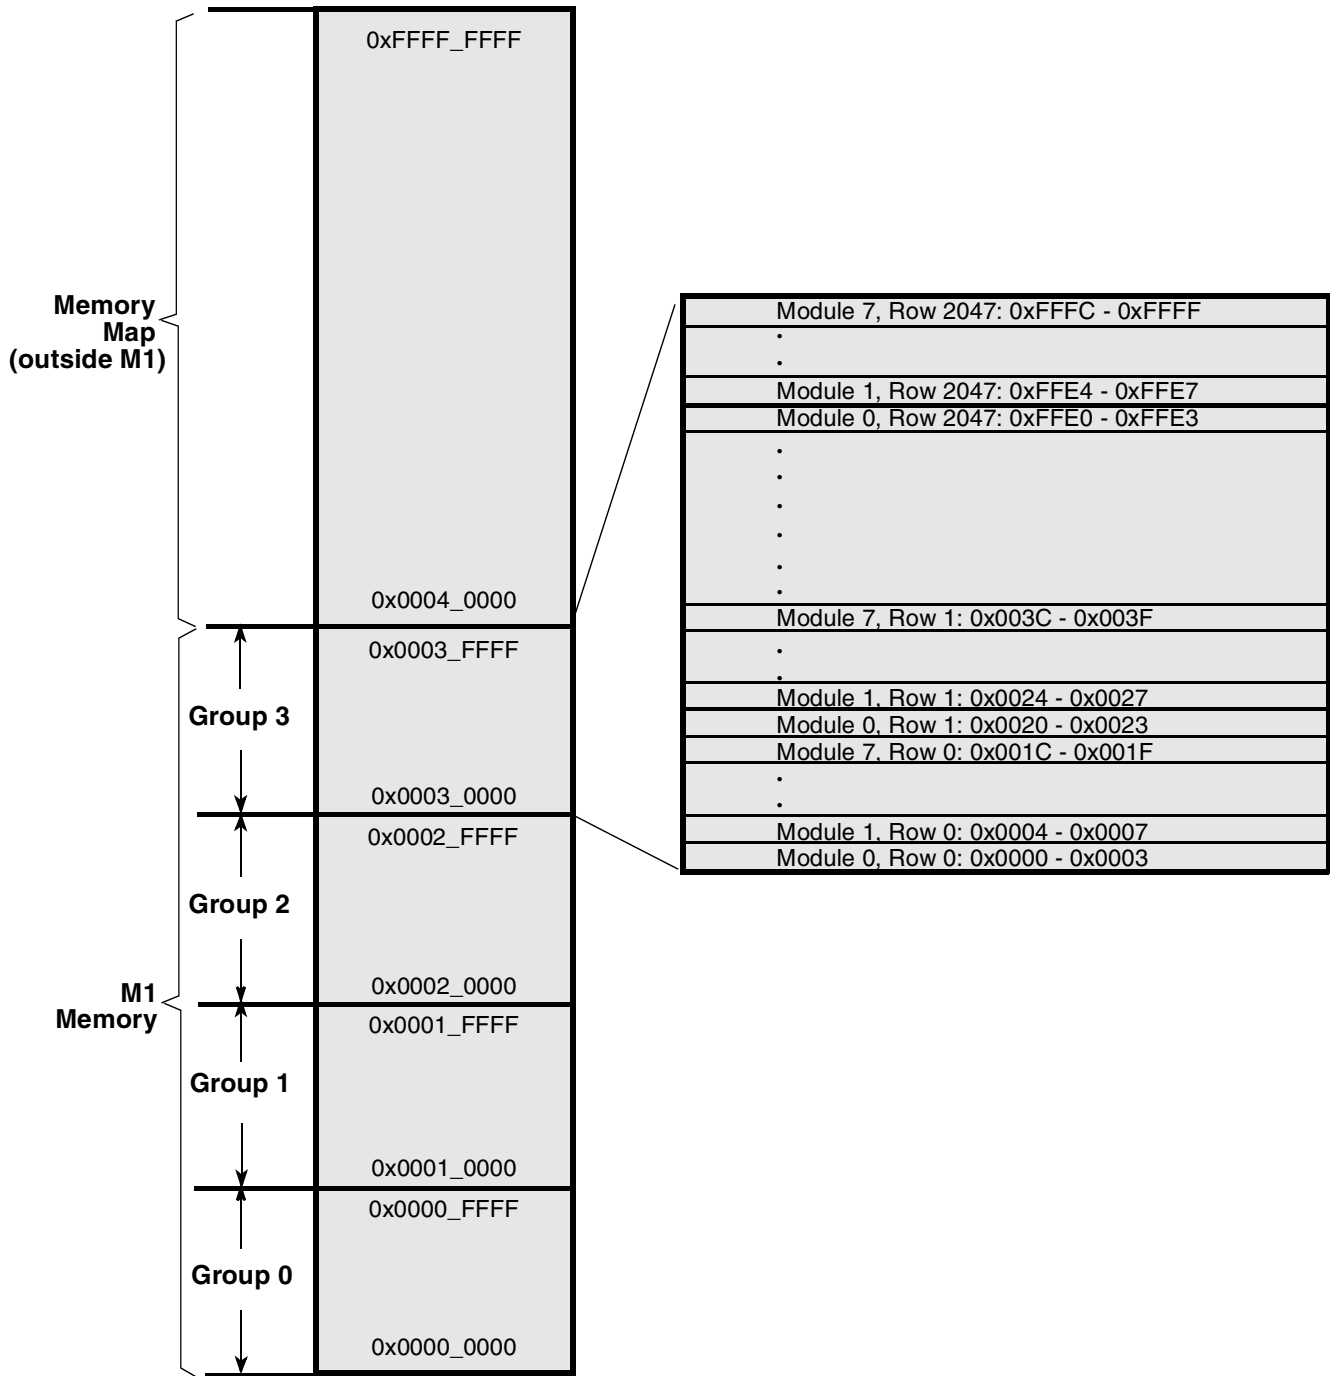 0xFFFF_FFFF
Memory
Map
(outside M1)
0x0004_0000
0x0003_FFFF
Group 3
0x0003_0000
0x0002_FFFF
Group 2
0x0002_0000
M1
Memory
0x0001_FFFF
Group 1
0x0001_0000
0x0000_FFFF
Group 0
0x0000_0000
Module 7, Row 2047: 0xFFFC - 0xFFFF
.
.
Module 1, Row 2047: 0xFFE4 - 0xFFE7
Module 0, Row 2047: 0xFFE0 - 0xFFE3
.
.
.
.
.
.
Module 7, Row 1: 0x003C - 0x003F
.
.
Module 1, Row 1: 0x0024 - 0x0027
Module 0, Row 1: 0x0020 - 0x0023
Module 7, Row 0: 0x001C - 0x001F
.
.
Module 1, Row 0: 0x0004 - 0x0007
Module 0, Row 0: 0x0000 - 0x0003